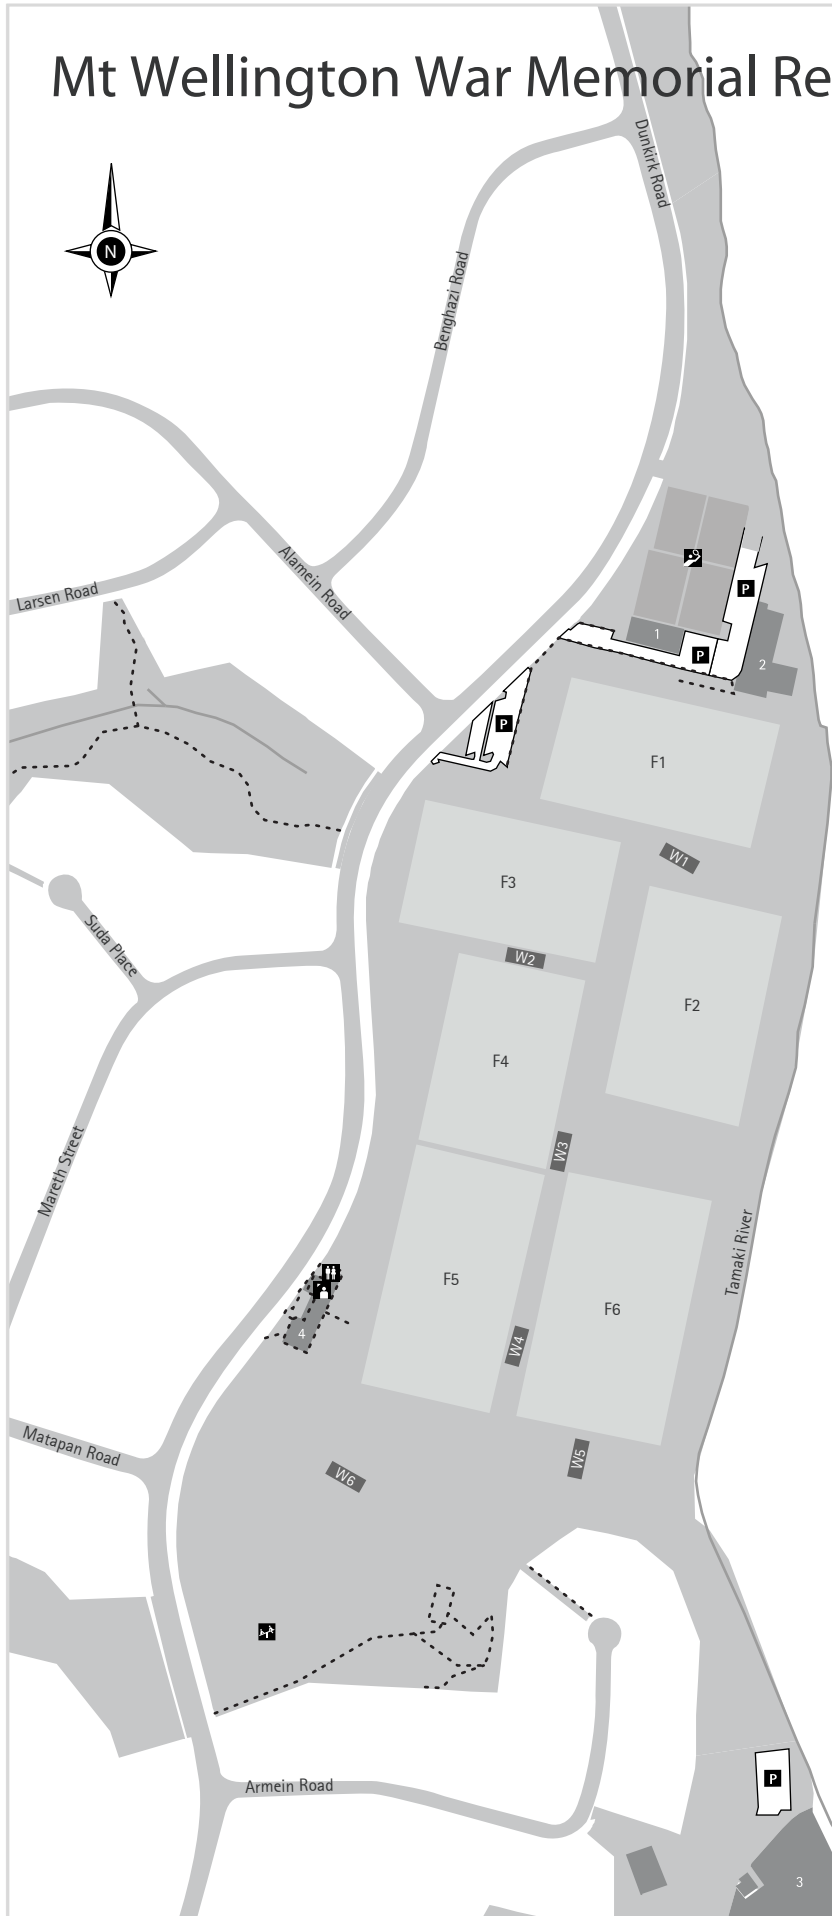 Mt Wellington War Memorial Re
Dunkirk Road
N
Benghazi Road
Alamein Road
Larsen Road
1
P
P
2
P
F1
W1
F3
Suda Place
W2
F2
F4
Mareth Street
W3
Tamaki River
F5
F6
4
W4
Matapan Road
W5
W6
Armein Road
P
3